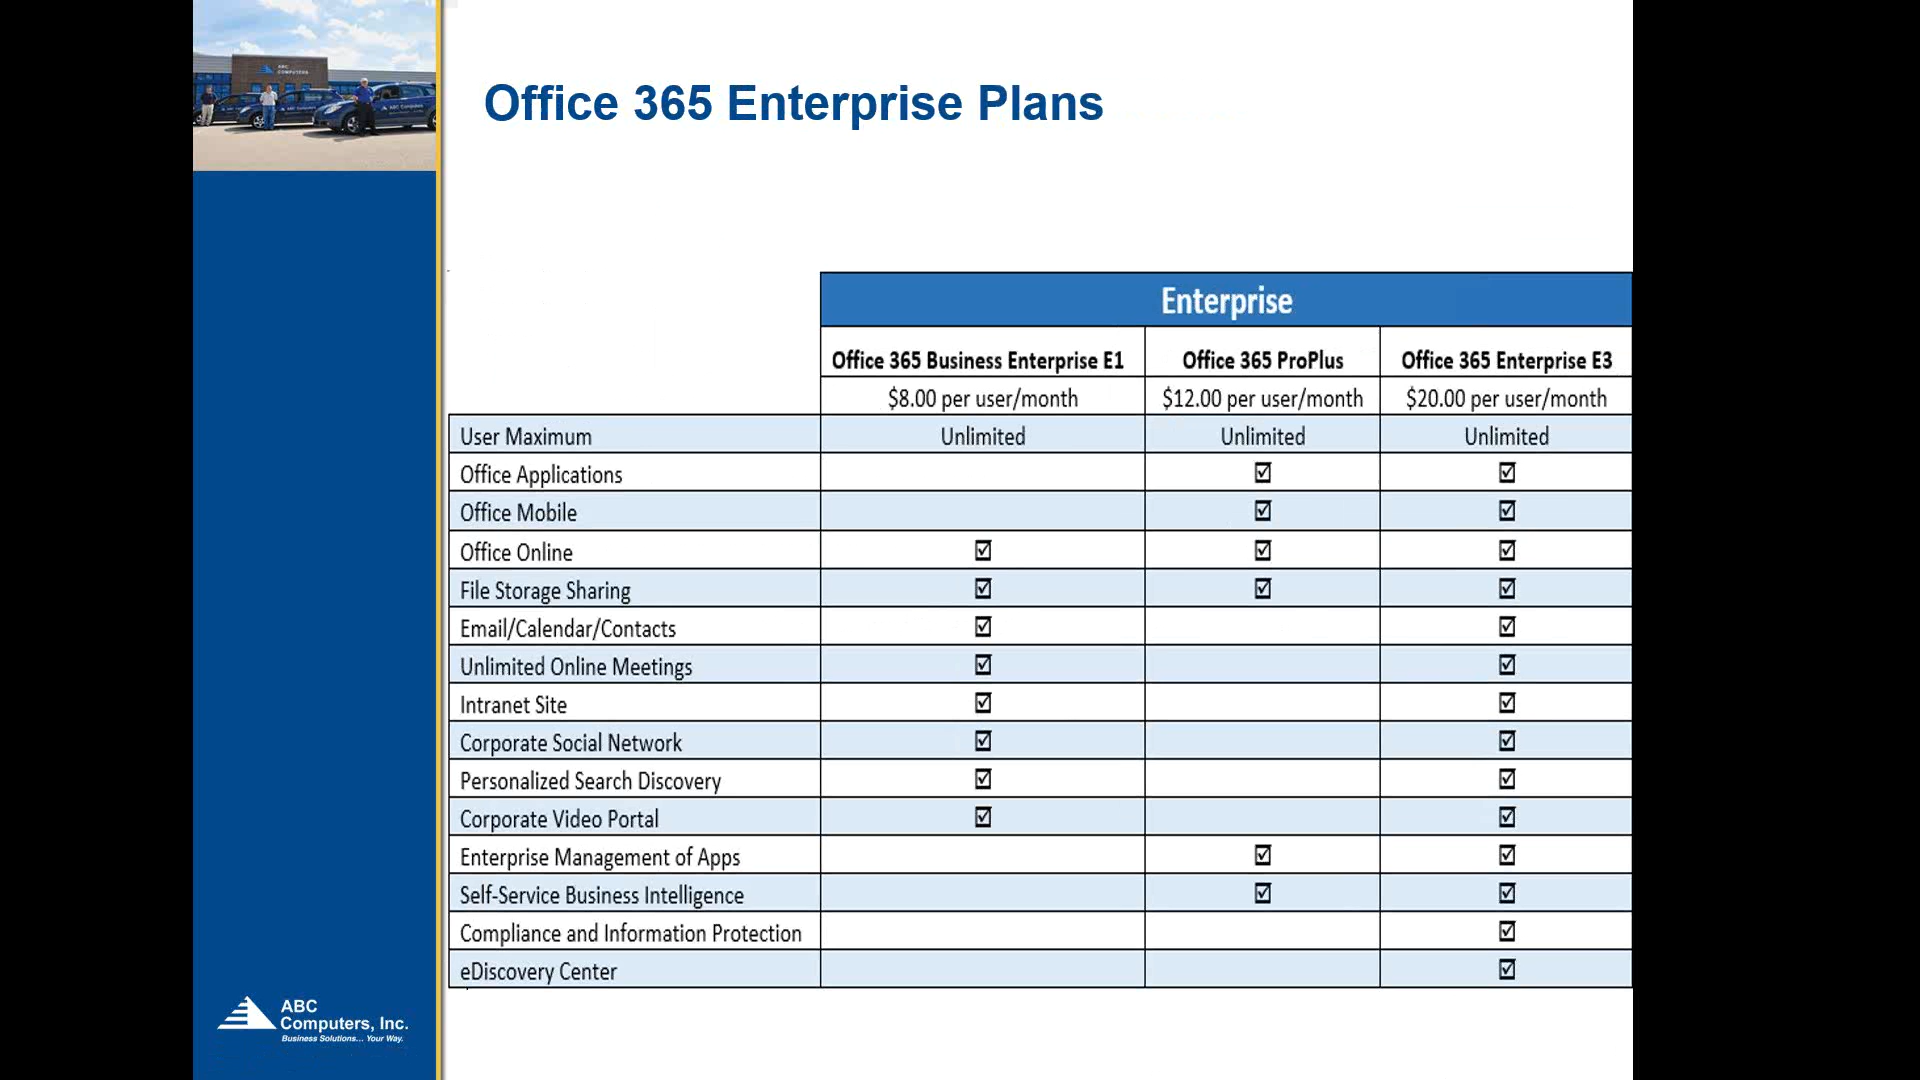 ABC
COMPUTERS
ABC Computers
Office 365 Enterprise Plans
Enterprise
Office 365 Business Enterprise E1 Office 365 ProPlus Office 365 Enterprise E3
$8.00 per user/month $12.00 per user/month $20.00 per user/month
User Maximum Unlimited Unlimited Unlimited
Office Applications ☑ ☑
Office Mobile ☑ ☑
Office Online ☑ ☑ ☑
File Storage Sharing ☑ ☑ ☑
Email/Calendar/Contacts ☑ ☑
Unlimited Online Meetings ☑ ☑
Intranet Site ☑ ☑
Corporate Social Network ☑ ☑
Personalized Search Discovery ☑ ☑
Corporate Video Portal ☑ ☑
Enterprise Management of Apps ☑ ☑
Self-Service Business Intelligence ☑ ☑
Compliance and Information Protection ☑
eDiscovery Center ☑
ABC
Computers, Inc.
Business Solutions... Your Way.